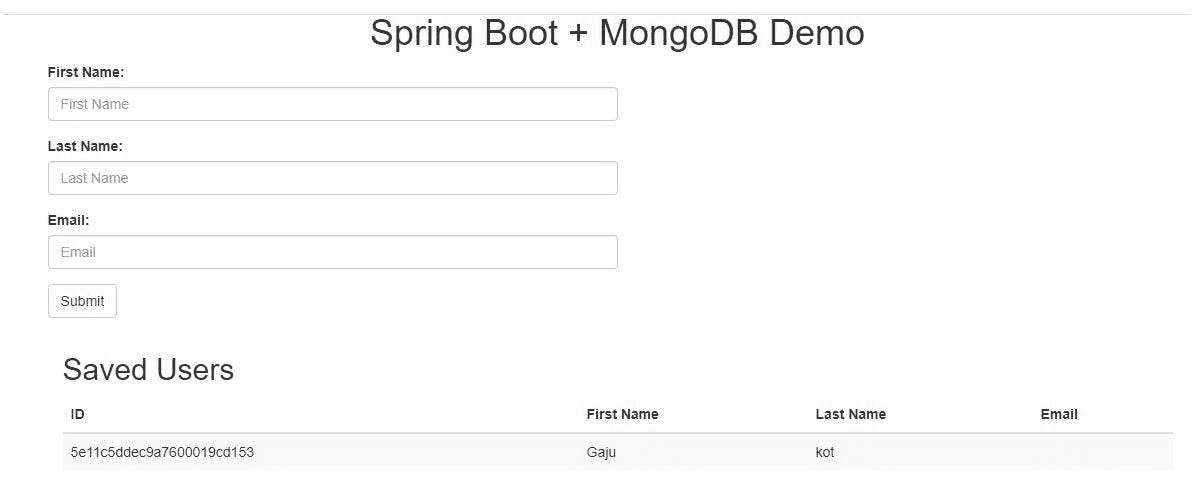 Spring Boot + MongoDB Demo
First Name:
First Name
Last Name:
Last Name
Email:
Email
Submit
Saved Users
ID First Name Last Name Email
5e11c5ddec9a7600019cd153 Gaju kot